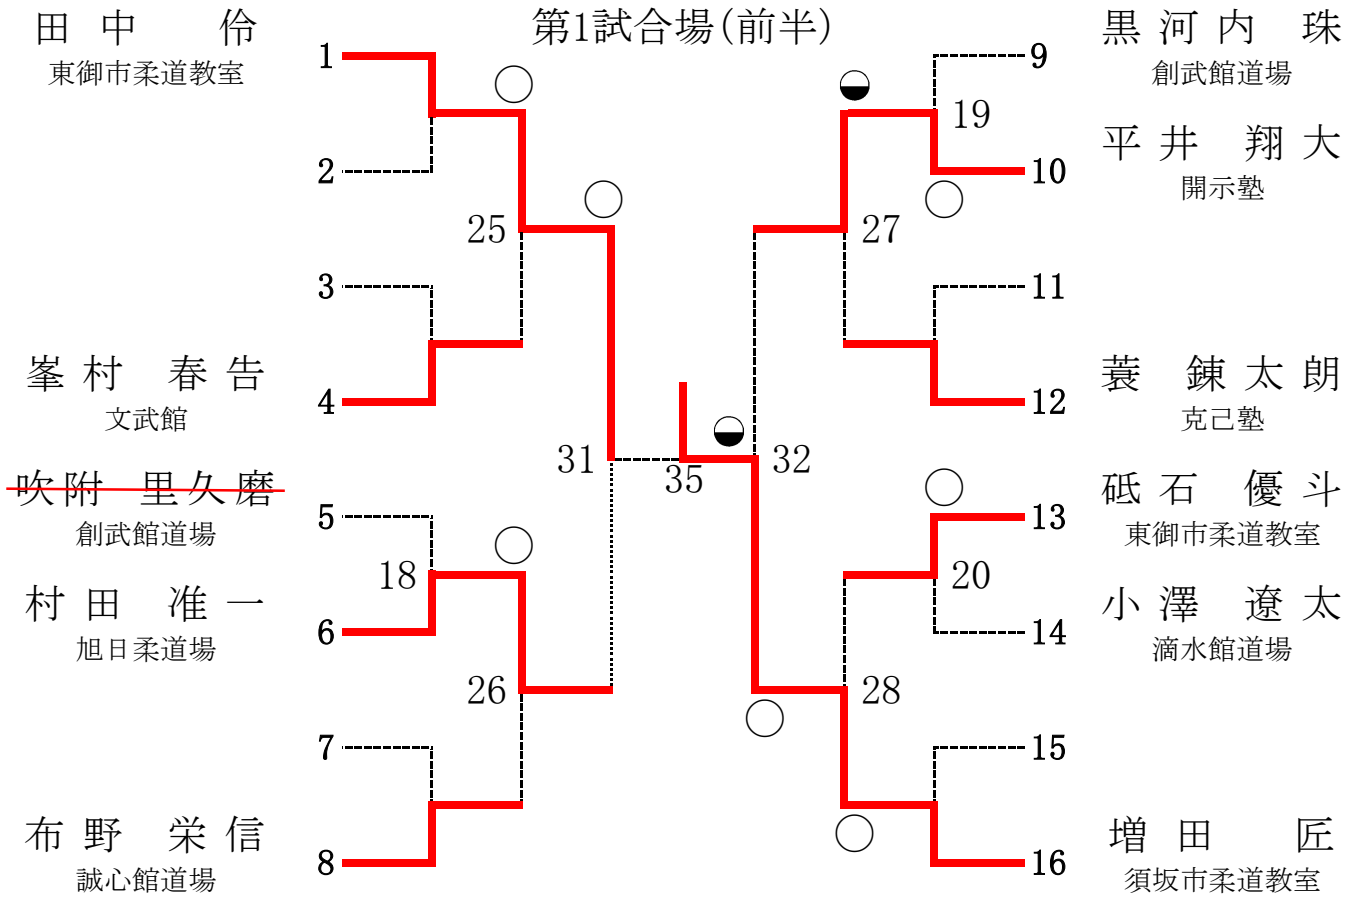 第1試合場(前半)
田中 伶
東御市柔道教室
1
2
25
3
峯村 春告
文武館
4
吹附 里久磨
創武館道場
5
18
村田 准一
旭日柔道場
6
26
7
布野 栄信
誠心館道場
8
31
35
32
黒河内 珠
創武館道場
9
19
平井 翔大
開示塾
10
27
11
蓑 錬太朗
克己塾
12
砥石 優斗
東御市柔道教室
13
20
小澤 遼太
滴水館道場
14
28
15
増田 匠
須坂市柔道教室
16